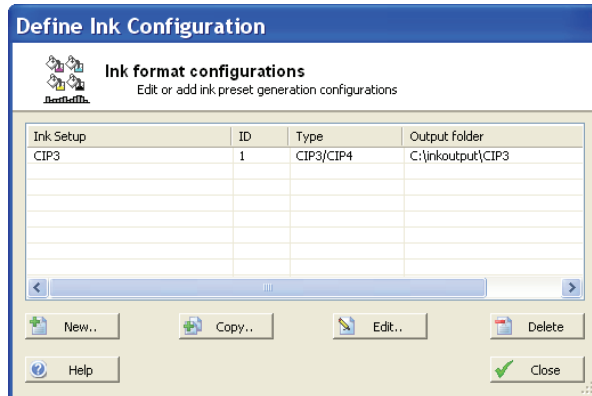 Define Ink Configuration
Ink format configurations
Edit or add ink preset generation configurations
Ink Setup ID Type Output folder
CIP3 1 CIP3/CIP4 C:\inkoutput\CIP3
New.. Copy.. Edit.. Delete
Help Close